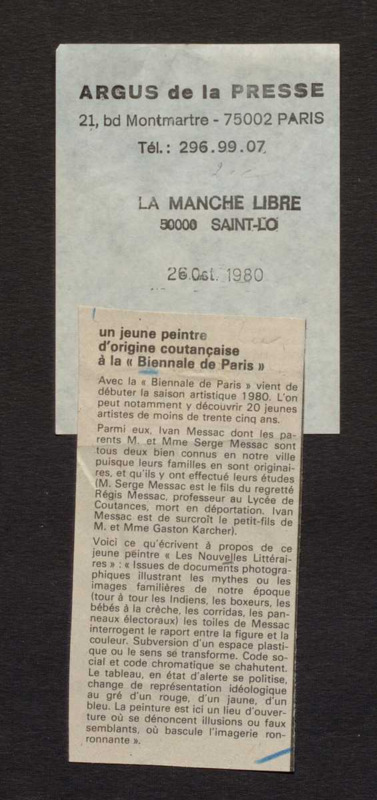 ARGUS de la PRESSE
21, bd Montmartre - 75002 PARIS
Tél.: 296.99.07
LA MANCHE LIBRE
50000 SAINT-LO
26 Oct. 1980
un jeune peintre
d'origine coutançaise
à la « Biennale de Paris »
Avec la « Biennale de Paris » vient de
débuter la saison artistique 1980. L'on
peut notamment y découvrir 20 jeunes
artistes de moins de trente cinq ans.
Parmi eux, Ivan Messac dont les pa-
rents M. et Mme Serge Messac sont
tous deux bien connus en notre ville
puisque leurs familles en sont originai-
res, et qu'ils y ont effectué leurs études
(M. Serge Messac est le fils du regretté
Régis Messac, professeur au Lycée de
Coutances, mort en déportation. Ivan
Messac est de surcroît le petit-fils de
M. et Mme Gaston Karcher).
Voici ce qu'écrivent à propos de ce
jeune peintre « Les Nouvelles Littérai-
res » : « Issues de documents photogra-
phiques illustrant les mythes ou les
images familières de notre époque
(tour à tour les Indiens, les boxeurs, les
bébés à la crèche, les corridas, les pan-
neaux électoraux) les toiles de Messac
interrogent le raport entre la figure et la
couleur. Subversion d'un espace plasti-
que ou le sens se transforme. Code so-
cial et code chromatique se chahutent.
Le tableau, en état d'alerte se politise,
change de représentation idéologique
au gré d'un rouge, d'un jaune, d'un
bleu. La peinture est ici un lieu d'ouver-
ture où se dénoncent illusions ou faux
semblants, où bascule l'imagerie ron-
ronnante ».